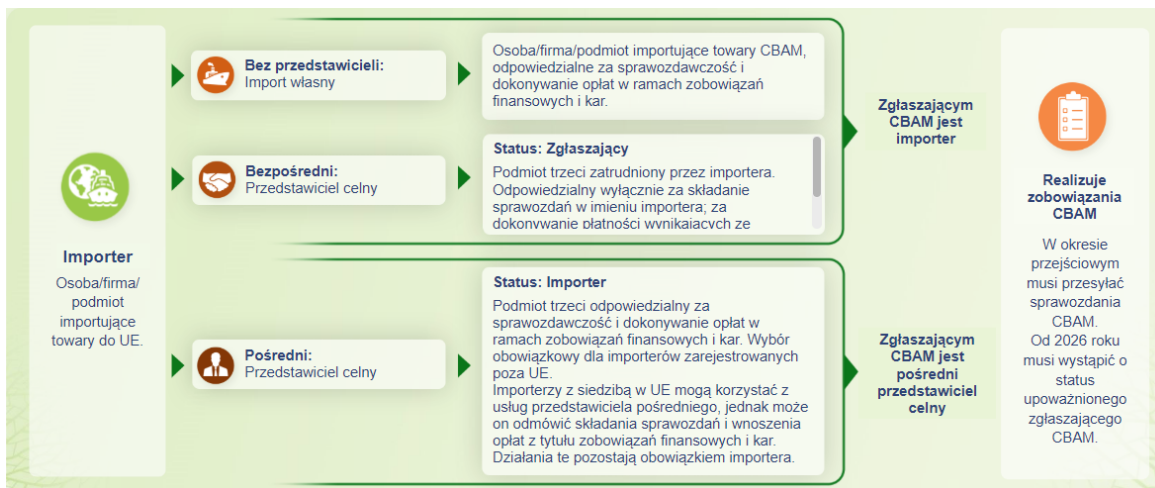 Importer
Osoba/firma/
podmiot
importujące
towary do UE.
Bez przedstawicieli:
Import własny
Osoba/firma/podmiot importujące towary CBAM,
odpowiedzialne za sprawozdawczość i
dokonywanie opłat w ramach zobowiązań
finansowych i kar.
Bezpośredni:
Przedstawiciel celny
Status: Zgłaszający
Podmiot trzeci zatrudniony przez importera.
Odpowiedzialny wyłącznie za składanie
sprawozdań w imieniu importera; za
dokonywanie płatności wynikających ze
Zgłaszającym
CBAM jest
importer
Pośredni:
Przedstawiciel celny
Status: Importer
Podmiot trzeci odpowiedzialny za
sprawozdawczość i dokonywanie opłat w
ramach zobowiązań finansowych i kar. Wybór
obowiązkowy dla importerów zarejestrowanych
poza UE.
Importerzy z siedzibą w UE mogą korzystać z
usług przedstawiciela pośredniego, jednak może
on odmówić składania sprawozdań i wnoszenia
opłat z tytułu zobowiązań finansowych i kar.
Działania te pozostają obowiązkiem importera.
Zgłaszającym
CBAM jest
pośredni
przedstawiciel
celny
Realizuje
zobowiązania
CBAM
W okresie
przejściowym
musi przesyłać
sprawozdania
CBAM.
Od 2026 roku
musi wystąpić o
status
upoważnionego
zgłaszającego
CBAM.